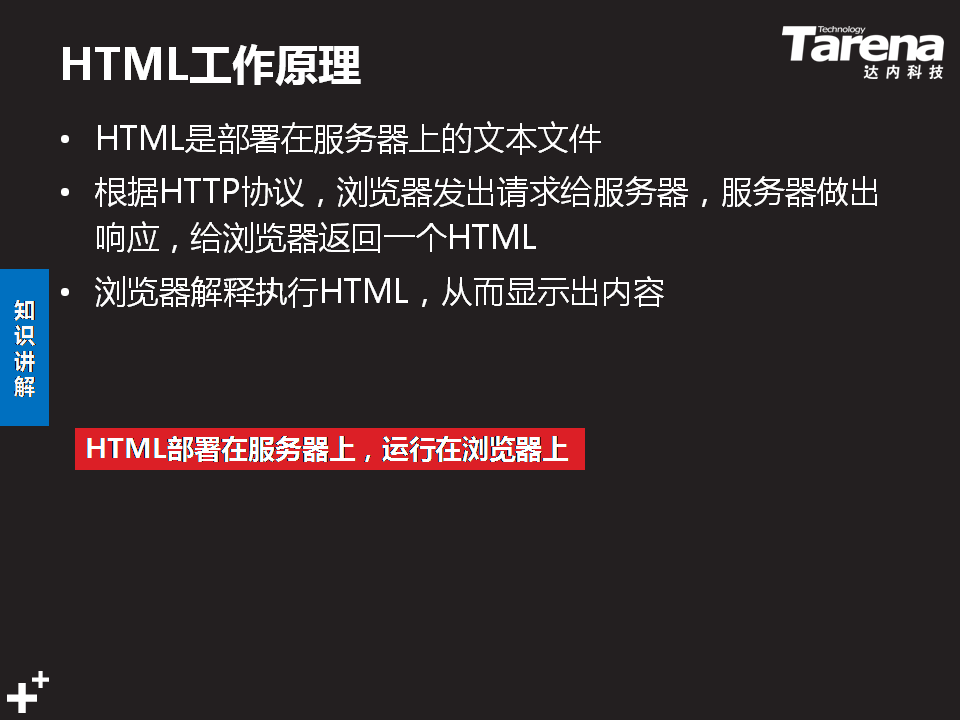 HTML工作原理
Technology
Tarena
达内科技
• HTML是部署在服务器上的文本文件
• 根据HTTP协议，浏览器发出请求给服务器，服务器做出
响应，给浏览器返回一个HTML
• 浏览器解释执行HTML，从而显示出内容
知
识
讲
解
HTML部署在服务器上，运行在浏览器上